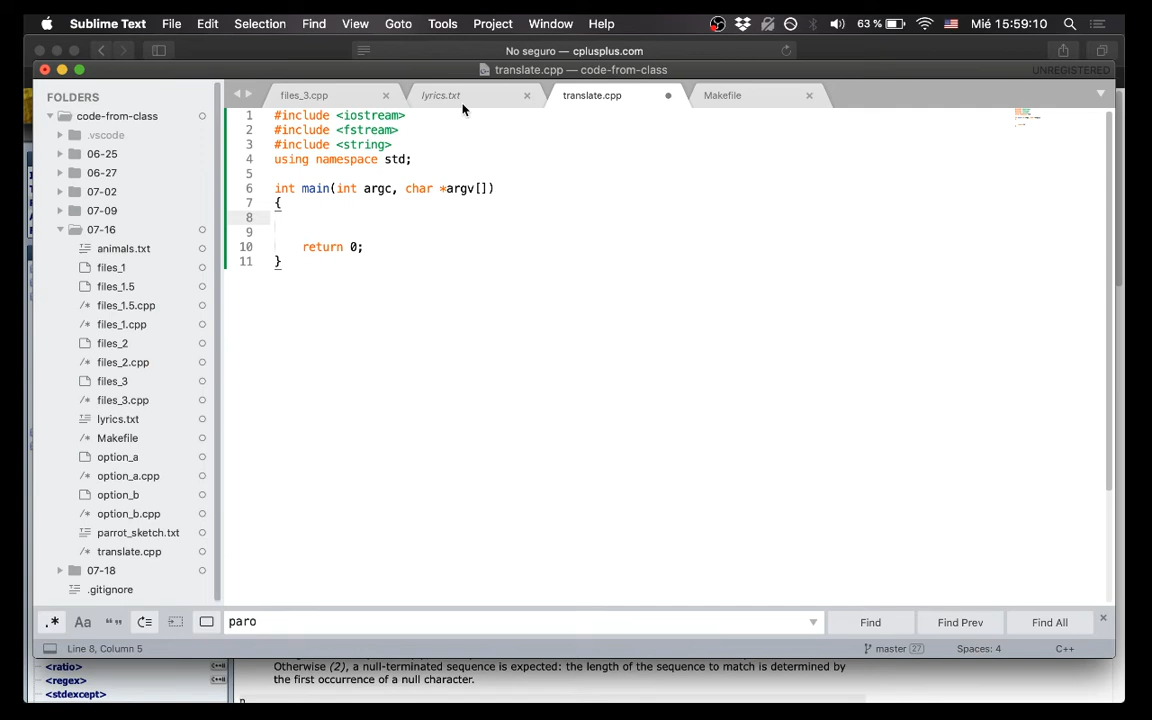 Sublime Text File Edit Selection Find View Goto Tools Project Window Help 63 % Mié 15:59:10
No seguro — cplusplus.com
translate.cpp — code-from-class UNREGISTERED
files_3.cpp lyrics.txt translate.cpp Makefile
FOLDERS
code-from-class
.vscode
06-25
06-27
07-02
07-09
07-16
animals.txt
files_1
files_1.5
files_1.5.cpp
files_1.cpp
files_2
files_2.cpp
files_3
files_3.cpp
lyrics.txt
Makefile
option_a
option_a.cpp
option_b
option_b.cpp
parrot_sketch.txt
translate.cpp
07-18
.gitignore
1 #include <iostream>
2 #include <fstream>
3 #include <string>
4 using namespace std;
5
6 int main(int argc, char *argv[])
7 {
8
9
10 return 0;
11 }
.* Aa “ ” paro Find Find Prev Find All
Line 8, Column 5 master 27 Spaces: 4 C++
<ratio>
<regex>
<stdexcept>
Otherwise (2), a null-terminated sequence is expected: the length of the sequence to match is determined by
the first occurrence of a null character.